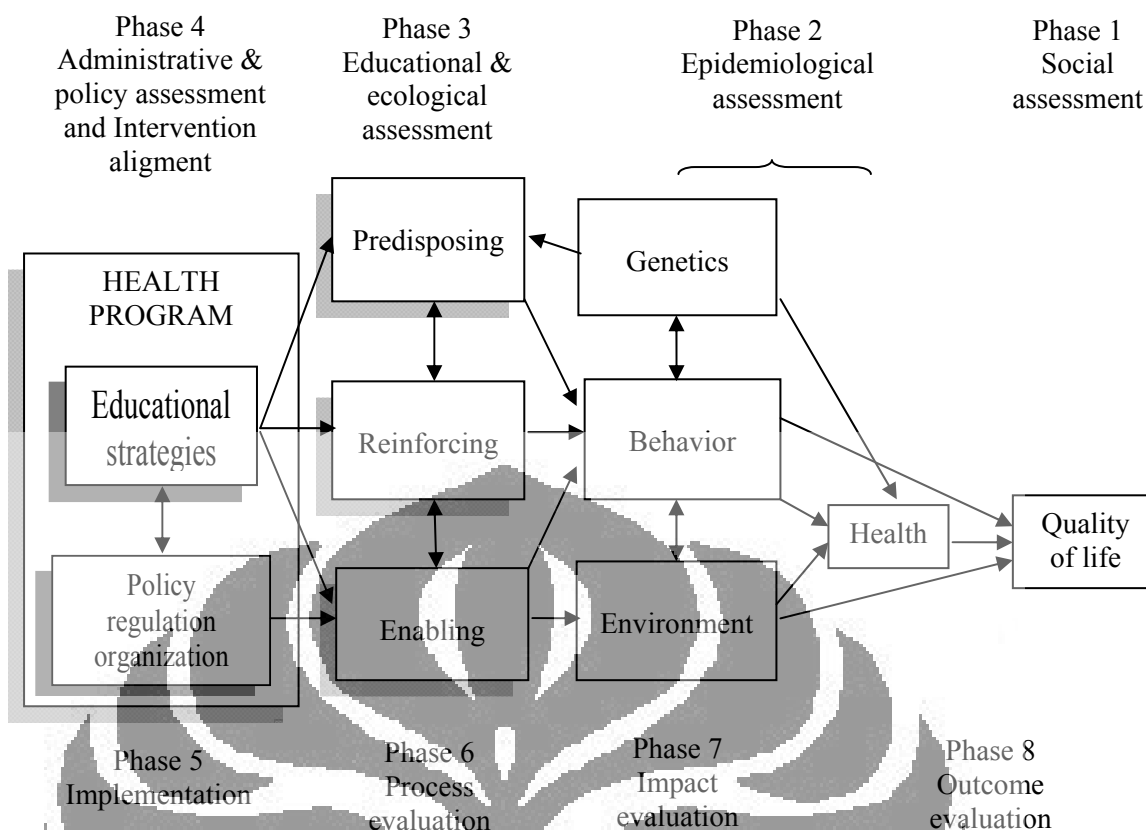 Phase 4
Administrative &
policy assessment
and Intervention
aligment
Phase 3
Educational &
ecological
assessment
Phase 2
Epidemiological
assessment
Phase 1
Social
assessment
HEALTH
PROGRAM
Educational
strategies
Policy
regulation
organization
Predisposing
Reinforcing
Enabling
Genetics
Behavior
Environment
Health
Quality
of life
Phase 5
Implementation
Phase 6
Process
evaluation
Phase 7
Impact
evaluation
Phase 8
Outcome
evaluation